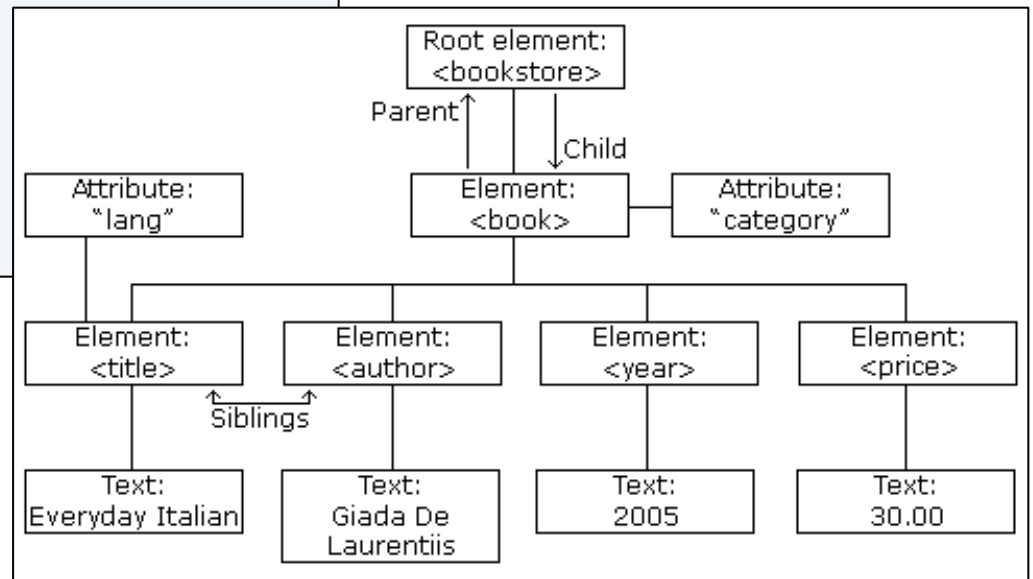 Root element:
<bookstore>
Parent
Child
Attribute:
“lang”
Element:
<book>
Attribute:
“category”
Element:
<title>
Element:
<author>
Element:
<year>
Element:
<price>
Siblings
Text:
Everyday Italian
Text:
Giada De
Laurentiis
Text:
2005
Text:
30.00